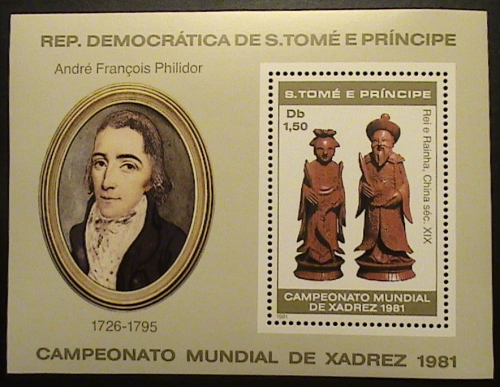 REP. DEMOCRÁTICA DE S.TOMÉ E PRÍNCIPE
André François Philidor
1726-1795
S.TOMÉ E PRÍNCIPE
Db
1,50
Rei e Rainha, China séc. XIX
CAMPEONATO MUNDIAL
DE XADREZ 1981
1981
CAMPEONATO MUNDIAL DE XADREZ 1981